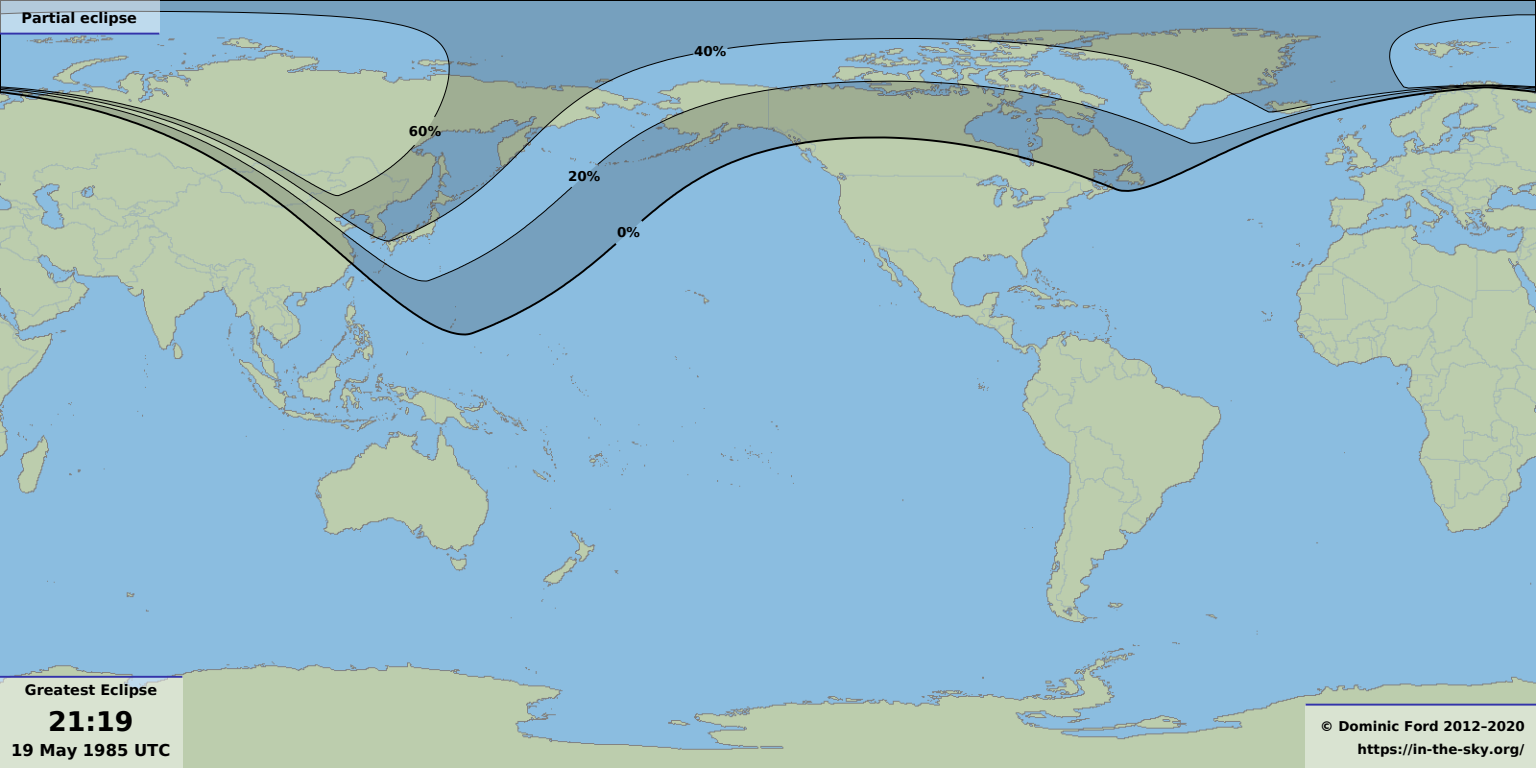 Partial eclipse
40%
60%
20%
0%
Greatest Eclipse
21:19
19 May 1985 UTC
© Dominic Ford 2012–2020
https://in-the-sky.org/